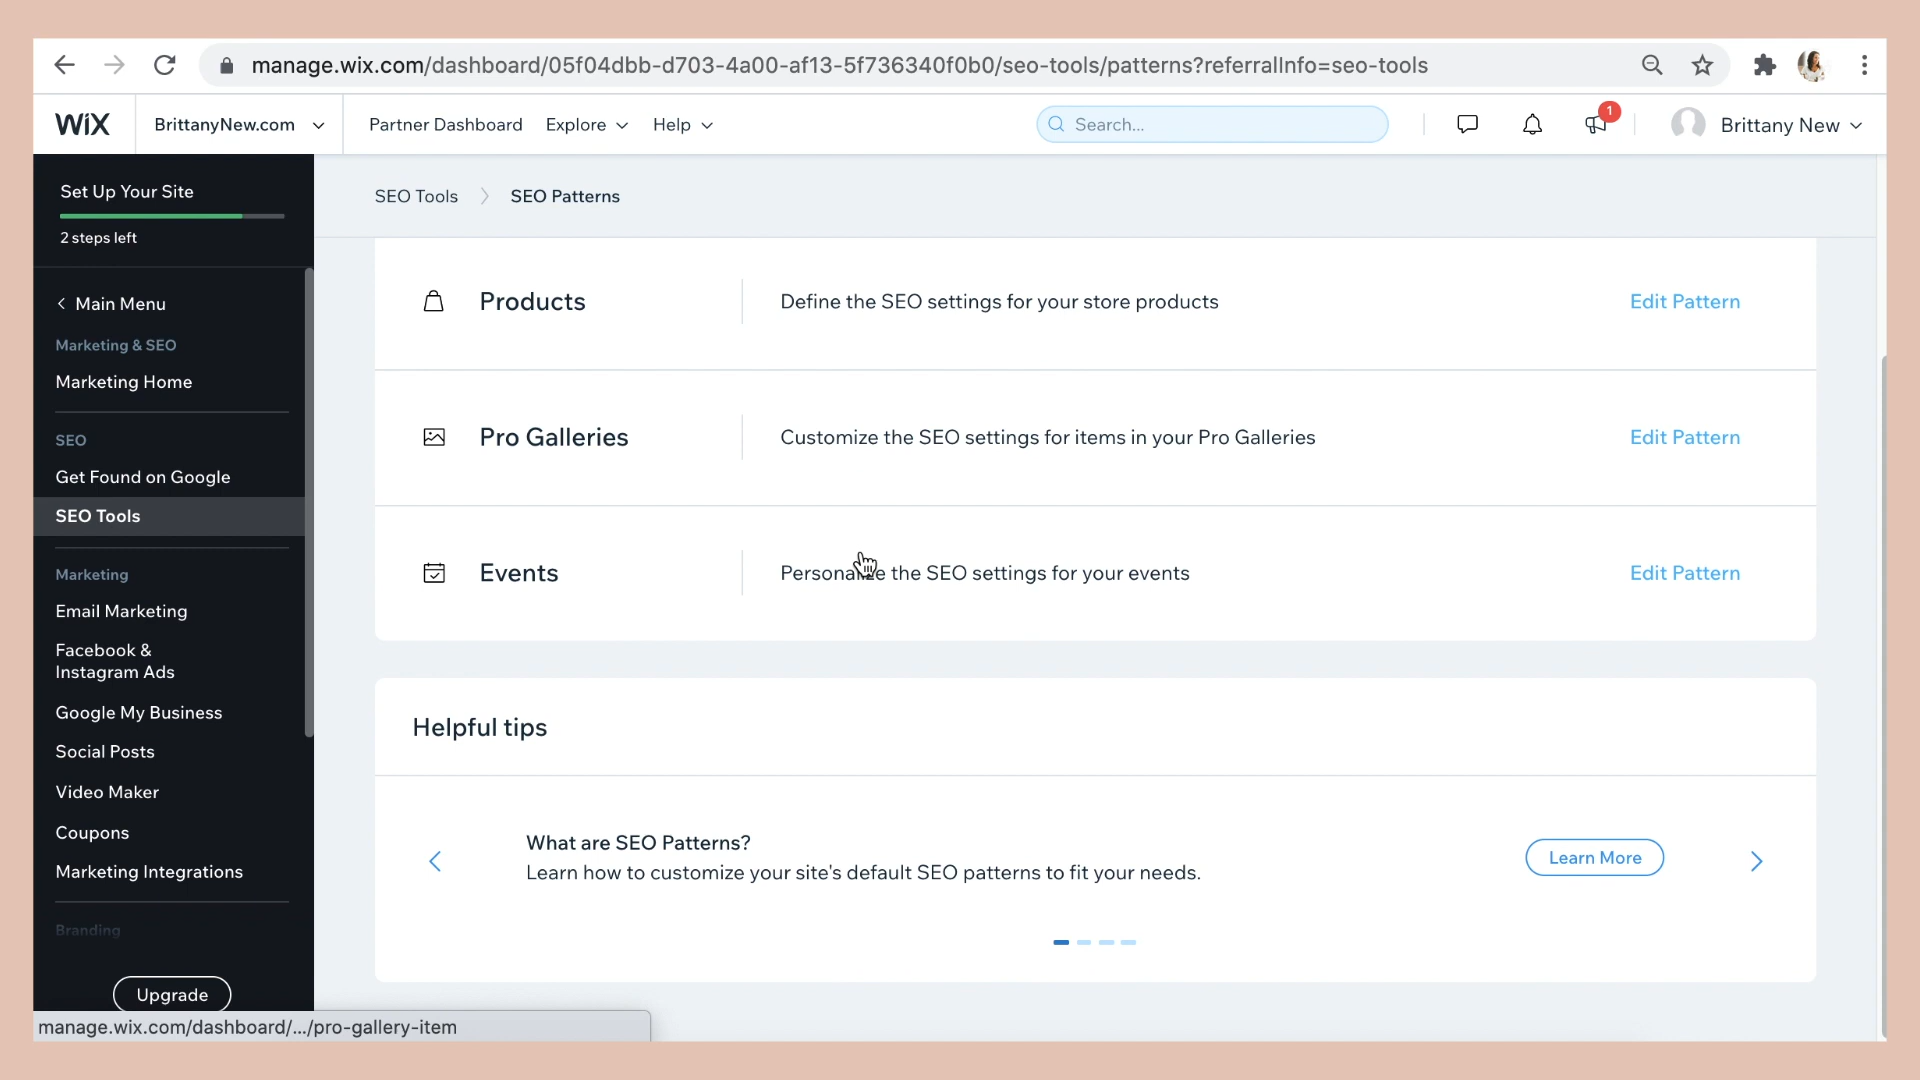 manage.wix.com/dashboard/05f04dbb-d703-4a00-af13-5f736340f0b0/seo-tools/patterns?referralInfo=seo-tools
WiX
BrittanyNew.com
Partner Dashboard
Explore
Help
Search...
1
Brittany New
Set Up Your Site
2 steps left
Main Menu
Marketing & SEO
Marketing Home
SEO
Get Found on Google
SEO Tools
Marketing
Email Marketing
Facebook &
Instagram Ads
Google My Business
Social Posts
Video Maker
Coupons
Marketing Integrations
Branding
Upgrade
manage.wix.com/dashboard/.../pro-gallery-item
SEO Tools
SEO Patterns
Products
Define the SEO settings for your store products
Edit Pattern
Pro Galleries
Customize the SEO settings for items in your Pro Galleries
Edit Pattern
Events
Personalize the SEO settings for your events
Edit Pattern
Helpful tips
What are SEO Patterns?
Learn how to customize your site's default SEO patterns to fit your needs.
Learn More